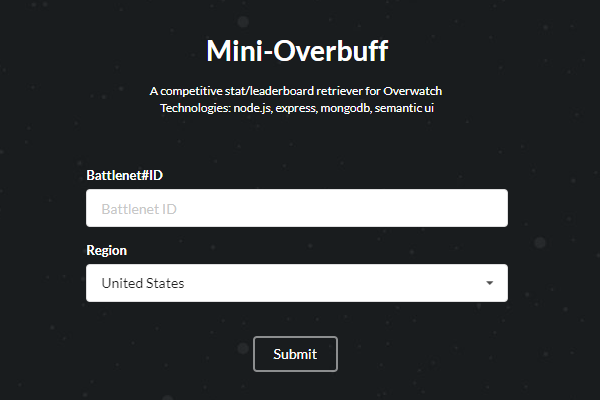 Mini-Overbuff
A competitive stat/leaderboard retriever for Overwatch
Technologies: node.js, express, mongodb, semantic ui
Battlenet#ID
Battlenet ID
Region
United States
Submit